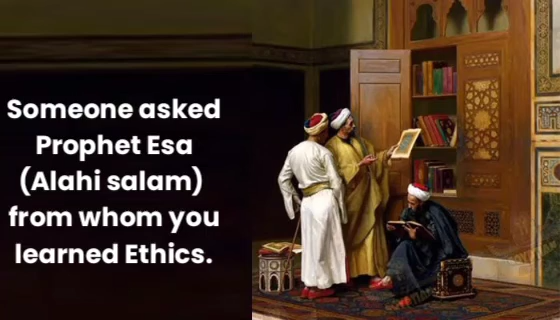 Someone asked
Prophet Esa
(Alahi salam)
from whom you
learned Ethics.